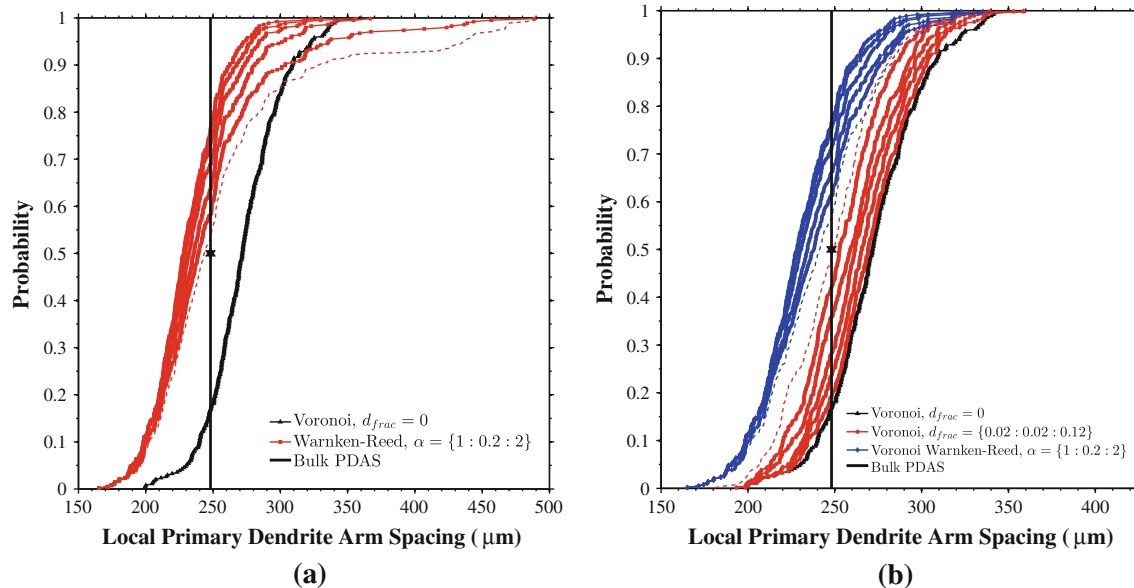 1
0.9
0.8
0.7
0.6
0.5
0.4
0.3
0.2
0.1
0
Probability
150 200 250 300 350 400 450 500
Local Primary Dendrite Arm Spacing ( μm)
Voronoi, d_frac = 0
Warnken-Reed, α = {1 : 0.2 : 2}
Bulk PDAS
(a)
1
0.9
0.8
0.7
0.6
0.5
0.4
0.3
0.2
0.1
0
Probability
150 200 250 300 350 400
Local Primary Dendrite Arm Spacing ( μm)
Voronoi, d_frac = 0
Voronoi, d_frac = {0.02 : 0.02 : 0.12}
Voronoi Warnken-Reed, α = {1 : 0.2 : 2}
Bulk PDAS
(b)